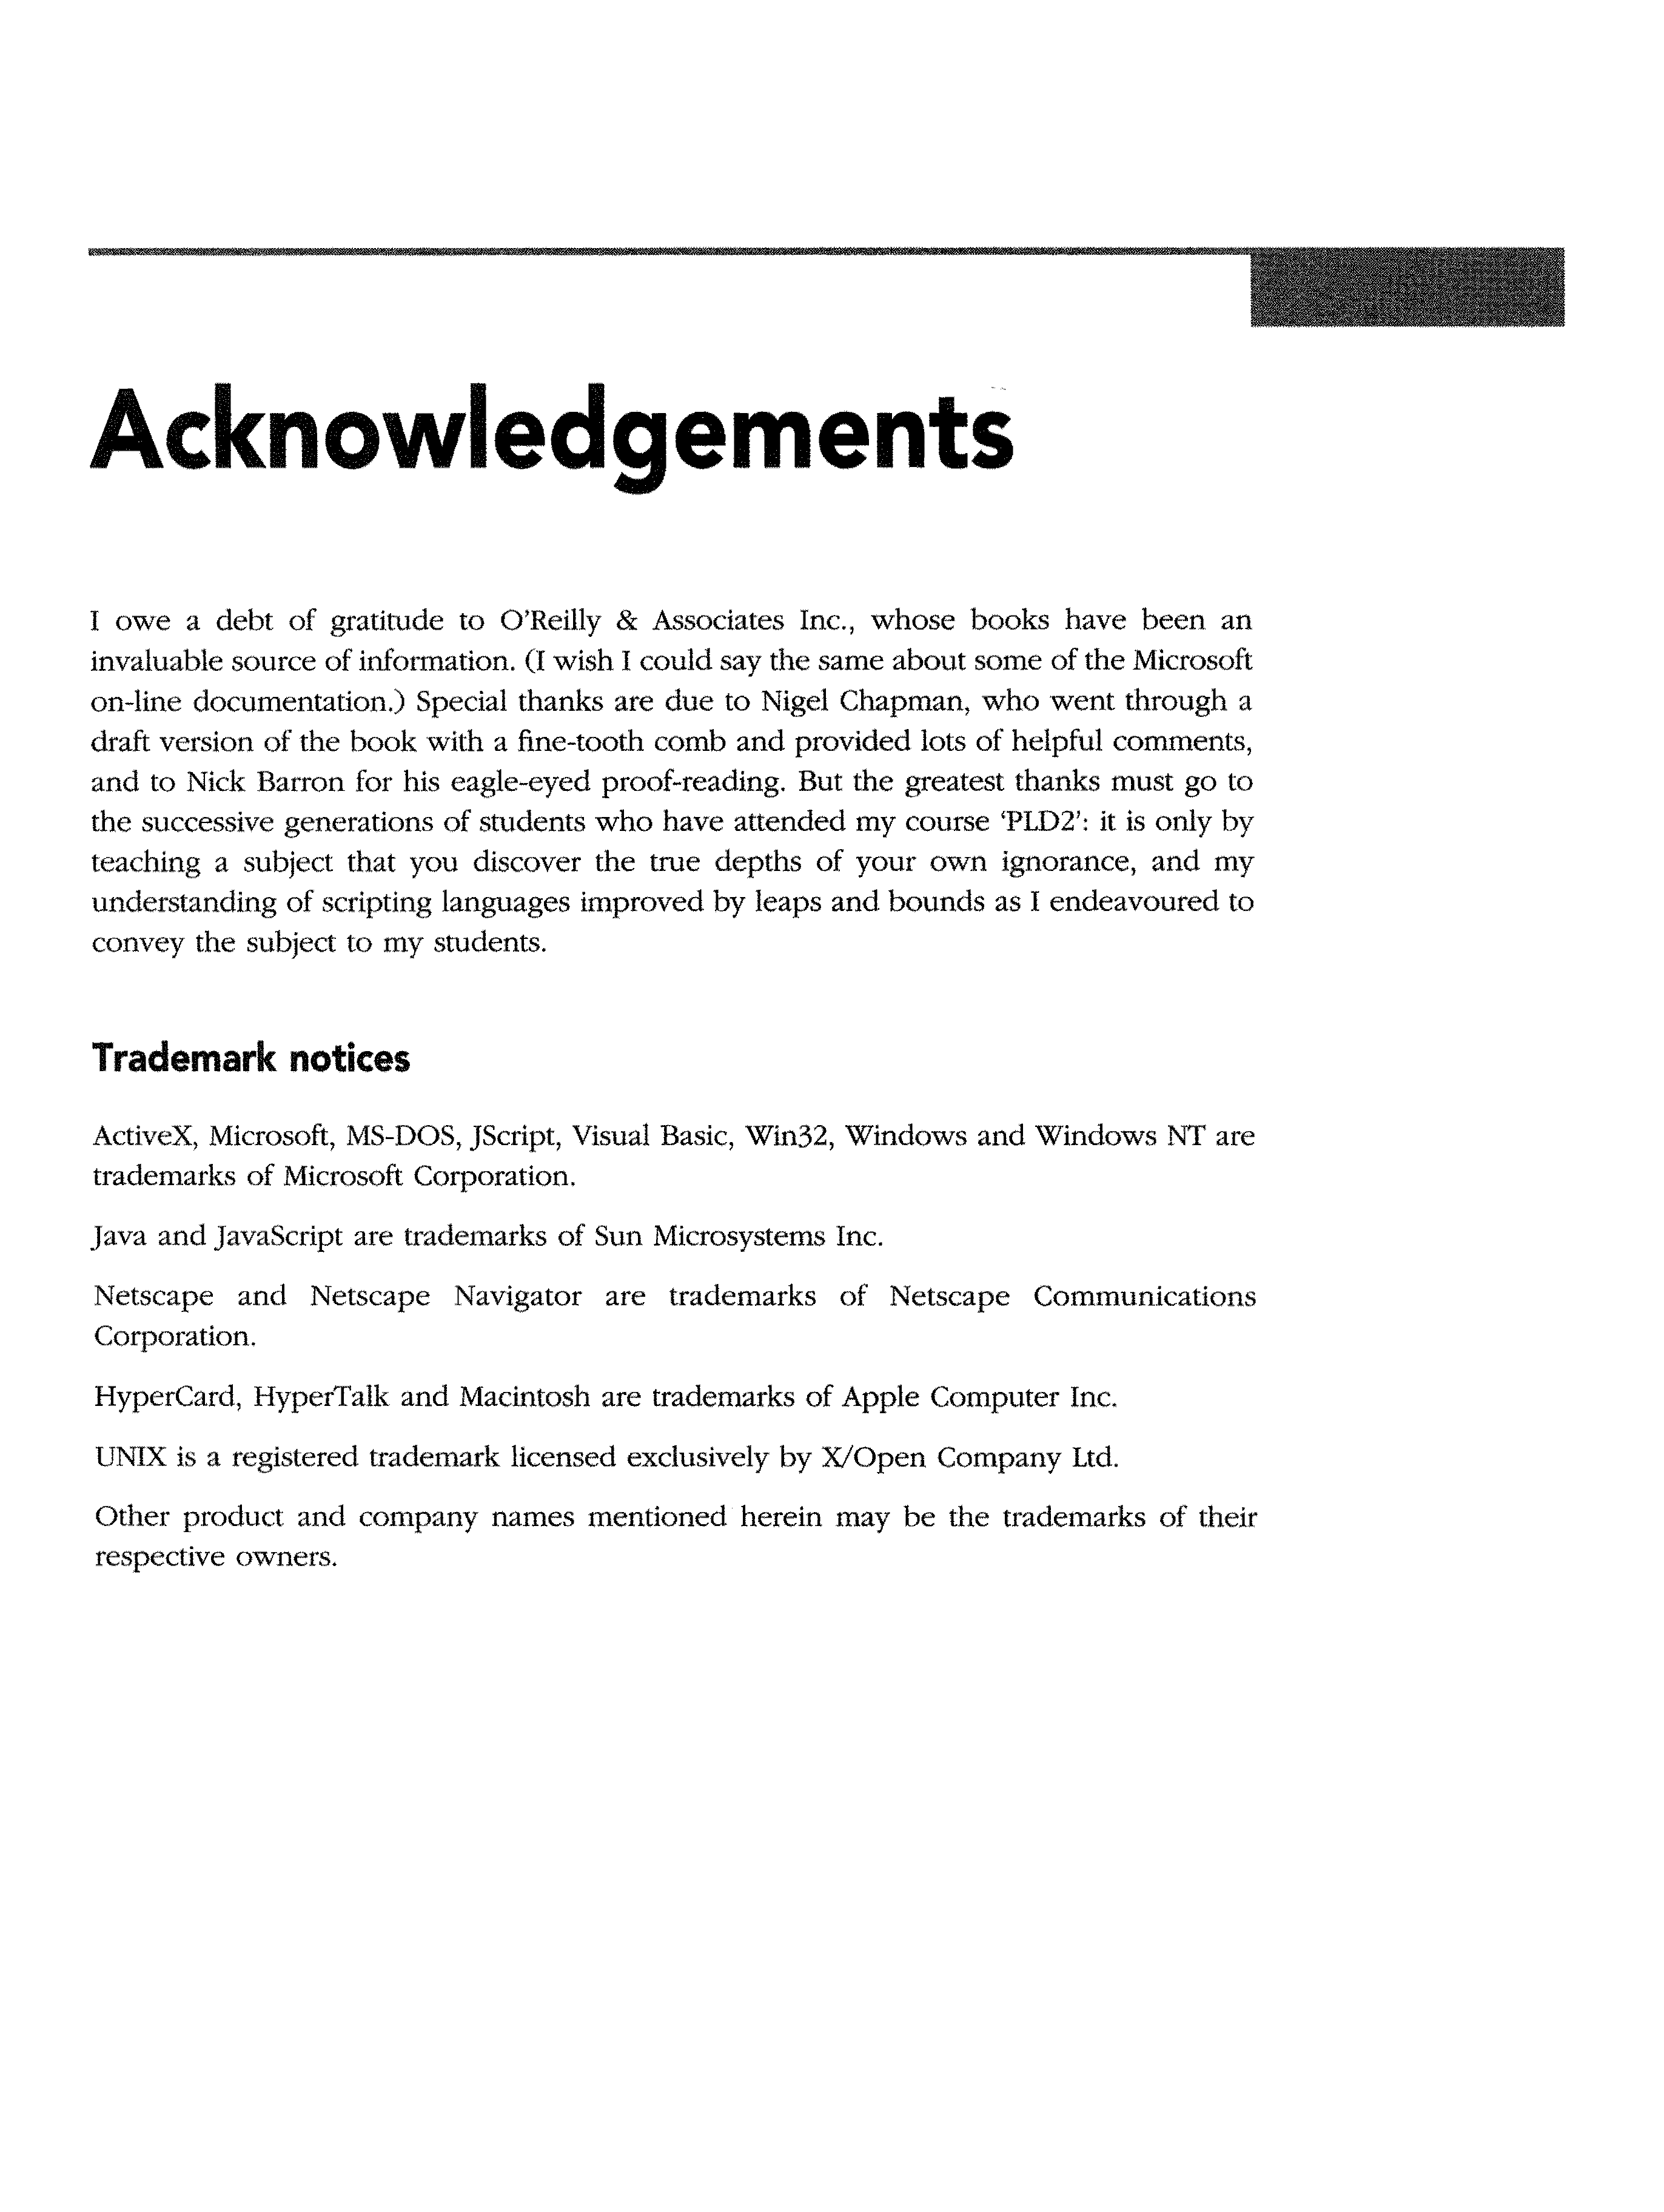 Acknowledgements
I owe a debt of gratitude to O'Reilly & Associates Inc., whose books have been an
invaluable source of information. (I wish I could say the same about some of the Microsoft
on-line documentation.) Special thanks are due to Nigel Chapman, who went through a
draft version of the book with a fine-tooth comb and provided lots of helpful comments,
and to Nick Barron for his eagle-eyed proof-reading. But the greatest thanks must go to
the successive generations of students who have attended my course ‘PLD2’: it is only by
teaching a subject that you discover the true depths of your own ignorance, and my
understanding of scripting languages improved by leaps and bounds as I endeavoured to
convey the subject to my students.
Trademark notices
ActiveX, Microsoft, MS-DOS, JScript, Visual Basic, Win32, Windows and Windows NT are
trademarks of Microsoft Corporation.
Java and JavaScript are trademarks of Sun Microsystems Inc.
Netscape and Netscape Navigator are trademarks of Netscape Communications
Corporation.
HyperCard, HyperTalk and Macintosh are trademarks of Apple Computer Inc.
UNIX is a registered trademark licensed exclusively by X/Open Company Ltd.
Other product and company names mentioned herein may be the trademarks of their
respective owners.